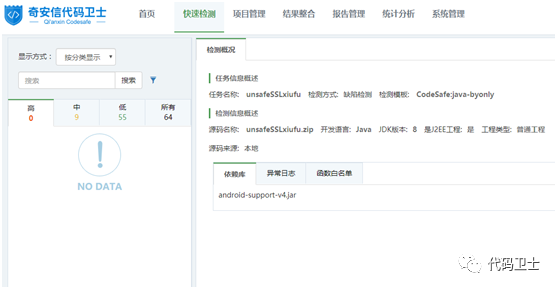 奇安信代码卫士
Qi'anxin Codesafe
首页 快速检测 项目管理 结果整合 报告管理 统计分析 系统管理
显示方式： 按分类显示
搜索 搜索
高 中 低 所有
0 9 55 64
NO DATA
检测概况
任务信息概述
任务名称: unsafeSSLxiufu 检测方式: 缺陷检测 检测模板: CodeSafe:java-byonly
检测信息概述
源码名称: unsafeSSLxiufu.zip 开发语言: Java JDK版本: 8 是J2EE工程: 是 工程类型: 普通工程
源码来源: 本地
依赖库 异常日志 函数白名单
android-support-v4.jar
代码卫士